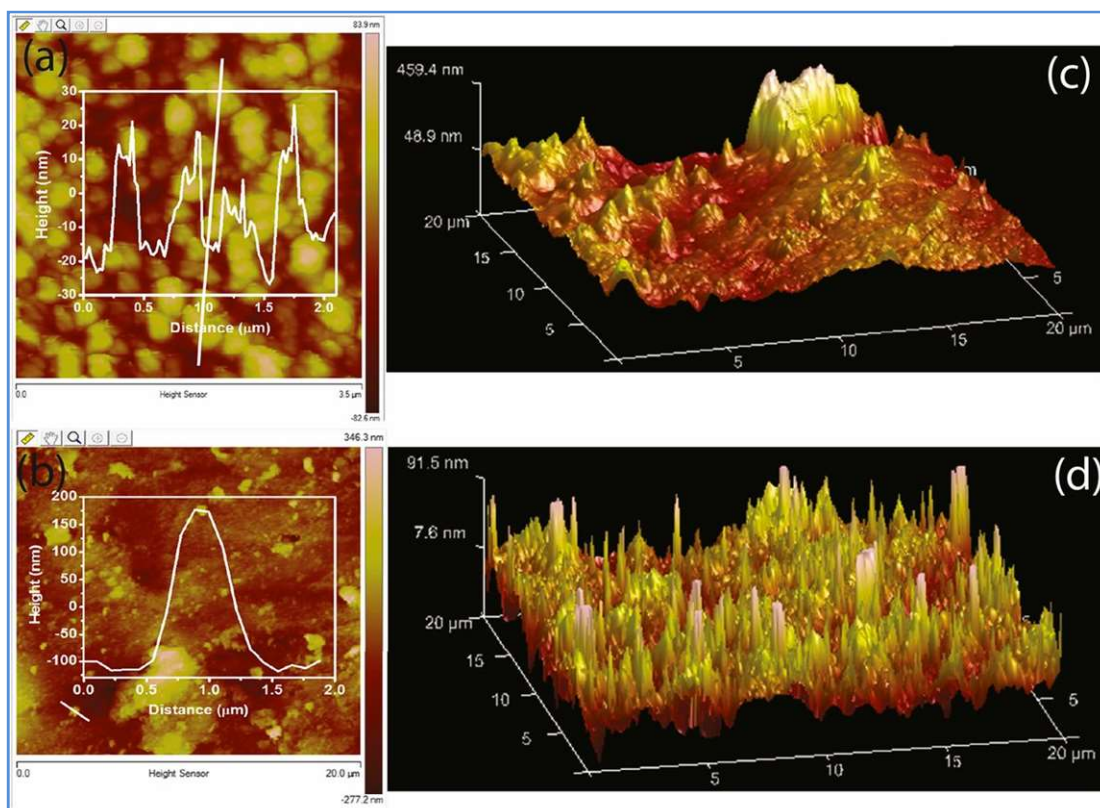 (a)
83.9 nm
30
20
10
0
-10
-20
-30
Height (nm)
0.0 0.5 1.0 1.5 2.0
Distance (μm)
0.0 Height Sensor 3.5 μm
-82.6 nm
(c)
459.4 nm
48.9 nm
20 μm
15
10
5
5
10
15
20 μm
5
m
(b)
346.3 nm
200
150
100
50
0
-50
-100
Height (nm)
0.0 0.5 1.0 1.5 2.0
Distance (μm)
0.0 Height Sensor 20.0 μm
-277.2 nm
(d)
91.5 nm
7.6 nm
20 μm
15
10
5
5
10
15
20 μm
5